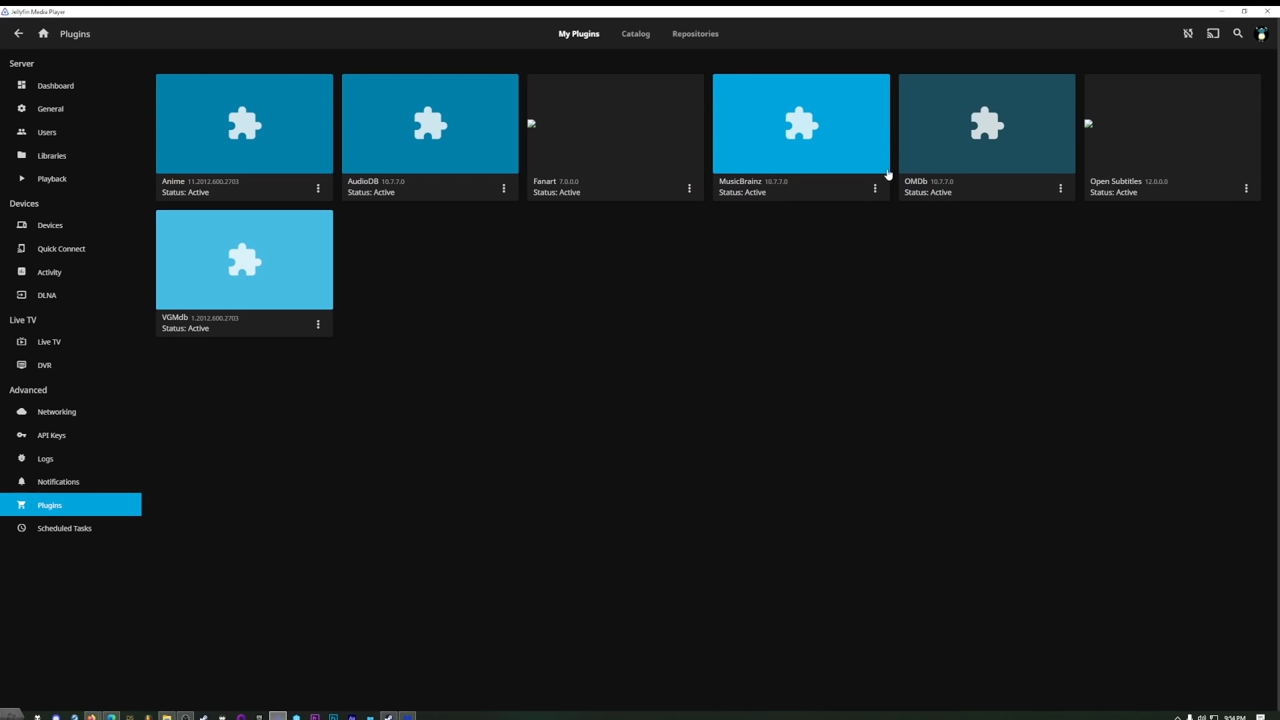 Jellyfin Media Player
Plugins
My Plugins
Catalog
Repositories
Server
Dashboard
General
Users
Libraries
Playback
Devices
Devices
Quick Connect
Activity
DLNA
Live TV
Live TV
DVR
Advanced
Networking
API Keys
Logs
Notifications
Plugins
Scheduled Tasks
Anime 11.2012.600.2703
Status: Active
AudioDB 10.7.7.0
Status: Active
Fanart 7.0.0.0
Status: Active
MusicBrainz 10.7.7.0
Status: Active
OMDb 10.7.7.0
Status: Active
Open Subtitles 12.0.0.0
Status: Active
VGMdb 1.2012.600.2703
Status: Active
9:04 PM